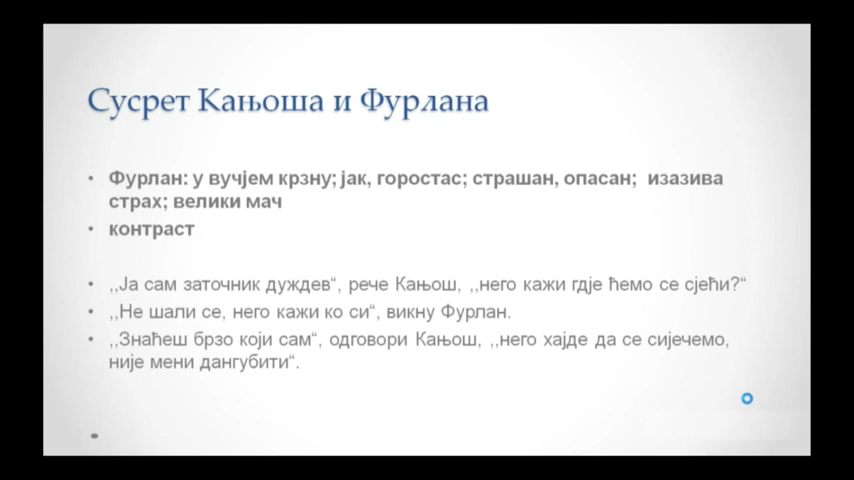 Сусрет Кањоша и Фурлана
• Фурлан: у вучјем крзну; јак, горостас; страшан, опасан; изазива
страх; велики мач
• контраст
• ,,Ја сам заточник дуждев“, рече Кањош, ,,него кажи гдје ћемо се сјећи?“
• ,,Не шали се, него кажи ко си“, викну Фурлан.
• ,,Знаћеш брзо који сам“, одговори Кањош, ,,него хајде да се сијечемо,
није мени дангубити“.